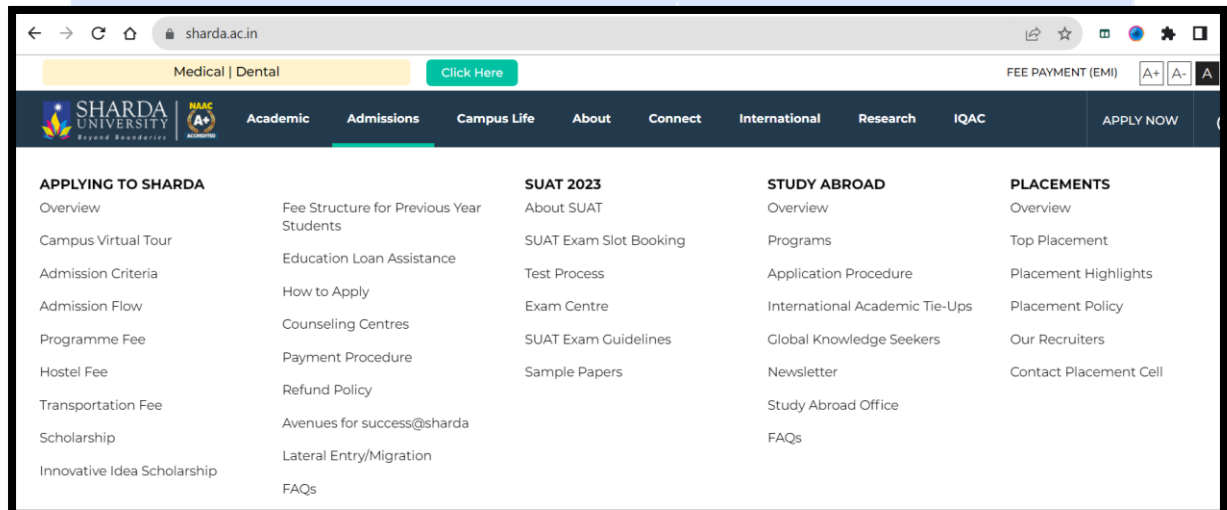 sharda.ac.in
Medical | Dental
Click Here
FEE PAYMENT (EMI)
A+
A-
A
SHARDA
UNIVERSITY
Beyond Boundaries
NAAC
A+
ACCREDITED
Academic
Admissions
Campus Life
About
Connect
International
Research
IQAC
APPLY NOW
APPLYING TO SHARDA
Overview
Campus Virtual Tour
Admission Criteria
Admission Flow
Programme Fee
Hostel Fee
Transportation Fee
Scholarship
Innovative Idea Scholarship
Fee Structure for Previous Year
Students
Education Loan Assistance
How to Apply
Counseling Centres
Payment Procedure
Refund Policy
Avenues for success@sharda
Lateral Entry/Migration
FAQs
SUAT 2023
About SUAT
SUAT Exam Slot Booking
Test Process
Exam Centre
SUAT Exam Guidelines
Sample Papers
STUDY ABROAD
Overview
Programs
Application Procedure
International Academic Tie-Ups
Global Knowledge Seekers
Newsletter
Study Abroad Office
FAQs
PLACEMENTS
Overview
Top Placement
Placement Highlights
Placement Policy
Our Recruiters
Contact Placement Cell